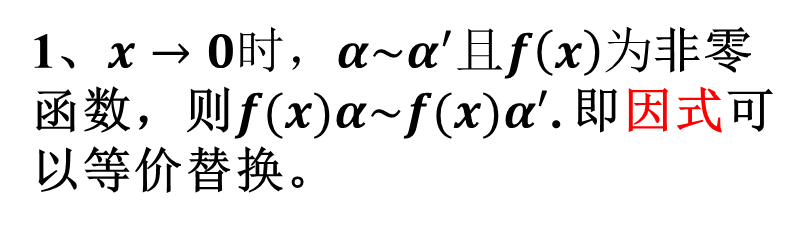 1、x → 0时，α~α′且f(x)为非零
函数，则f(x)α~f(x)α′.即因式可
以等价替换。